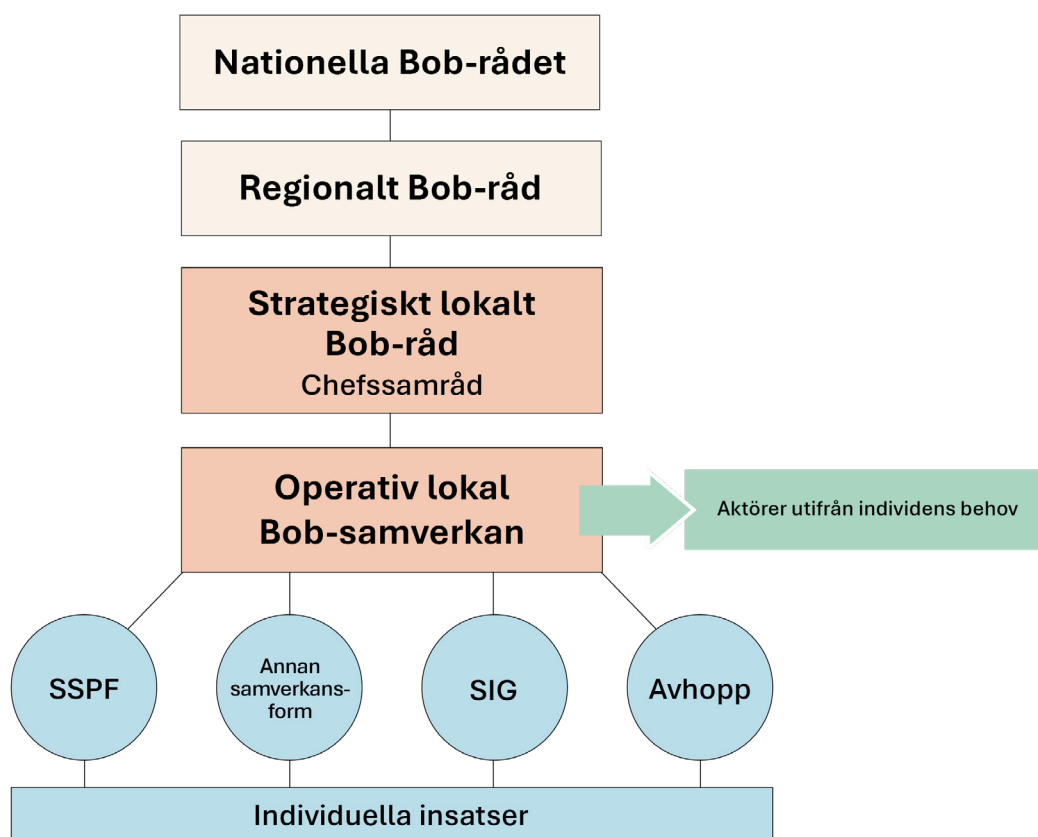 Nationella Bob-rådet
Regionalt Bob-råd
Strategiskt lokalt
Bob-råd
Chefssamråd
Operativ lokal
Bob-samverkan
Aktörer utifrån individens behov
SSPF
Annan
samverkans-
form
SIG
Avhopp
Individuella insatser